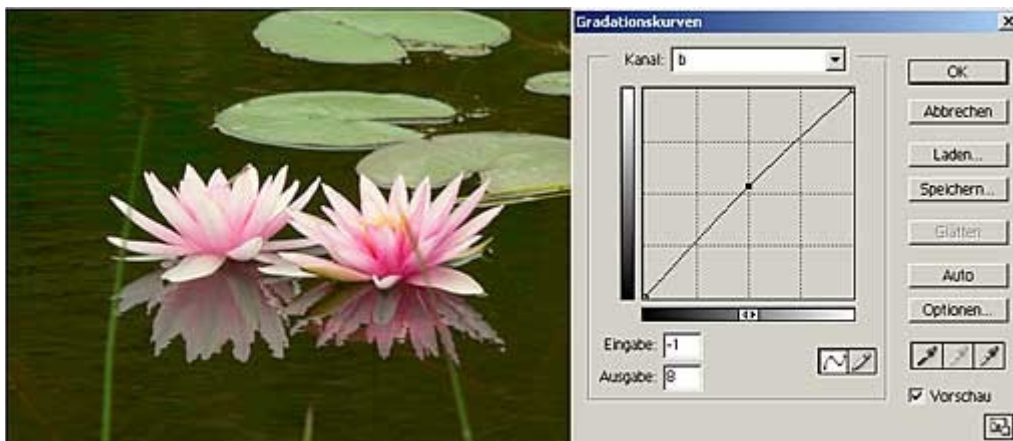 Gradationskurven
Kanal: b
OK
Abbrechen
Laden...
Speichern...
Glätten
Auto
Optionen...
Eingabe: -1
Ausgabe: 8
Vorschau